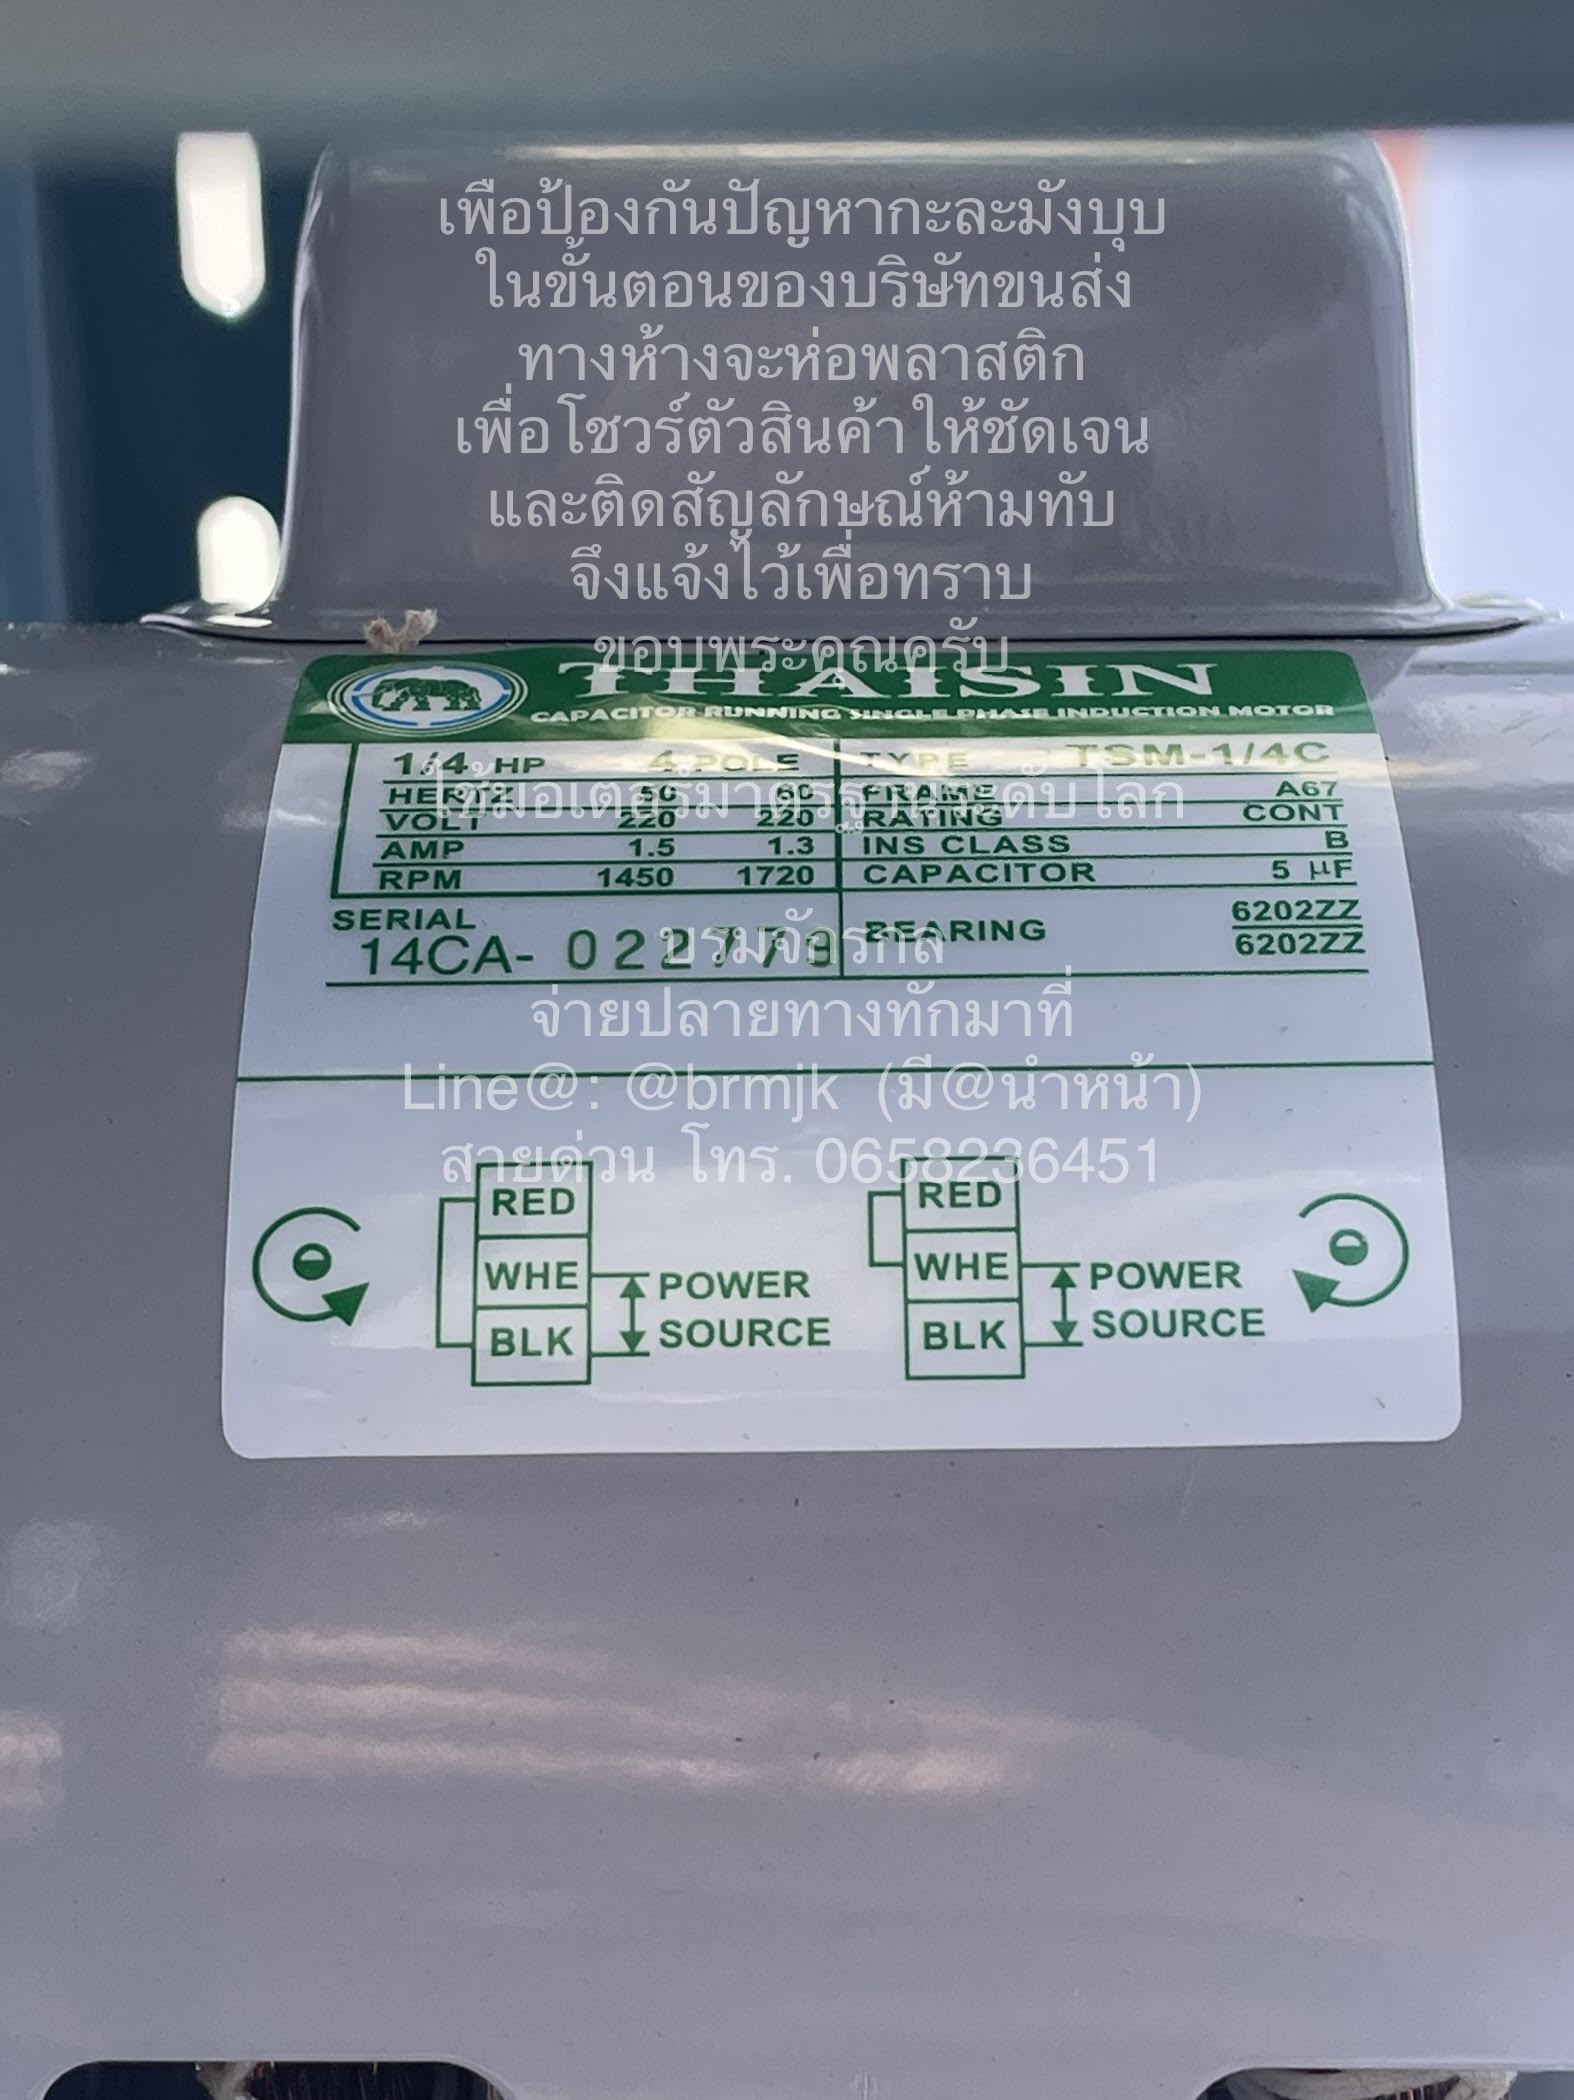 เพื่อป้องกันปัญหากะละมังบุบ
ในขั้นตอนของบริษัทขนส่ง
ทางห้างจะห่อพลาสติก
เพื่อโชวร์ตัวสินค้าให้ชัดเจน
และติดสัญลักษณ์ห้ามทับ
จึงแจ้งไว้เพื่อทราบ
ขอบพระคุณครับ
THAISIN
CAPACITOR RUNNING SINGLE PHASE INDUCTION MOTOR
1/4 HP 4 POLE TYPE TSM-1/4C
ใช้มอเตอร์มาตรฐานระดับโลก
HERTZ 50 60 FRAME A67
VOLT 220 220 RATING CONT
AMP 1.5 1.3 INS CLASS B
RPM 1450 1720 CAPACITOR 5 µF
SERIAL
14CA- 022779 BEARING 6202ZZ
6202ZZ
บรมจักรกล
จ่ายปลายทางทักมาที่
Line@: @brmjk (มี@นำหน้า)
สายด่วน โทร. 0658236451
RED
WHE
BLK
POWER
SOURCE
RED
WHE
BLK
POWER
SOURCE